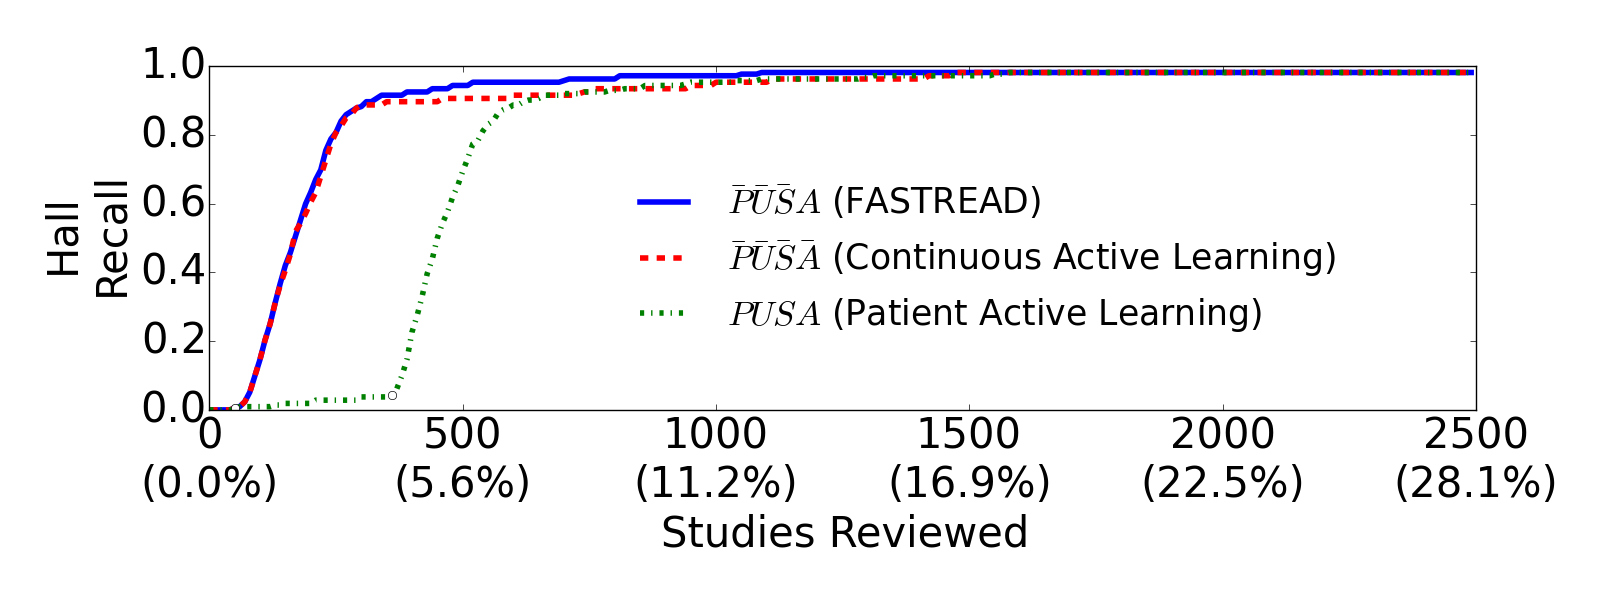 1.0
0.8
0.6
0.4
0.2
0.0
Hall
Recall
P̄ŪS̄A (FASTREAD)
P̄ŪS̄Ā (Continuous Active Learning)
PUSA (Patient Active Learning)
0 500 1000 1500 2000 2500
(0.0%) (5.6%) (11.2%) (16.9%) (22.5%) (28.1%)
Studies Reviewed